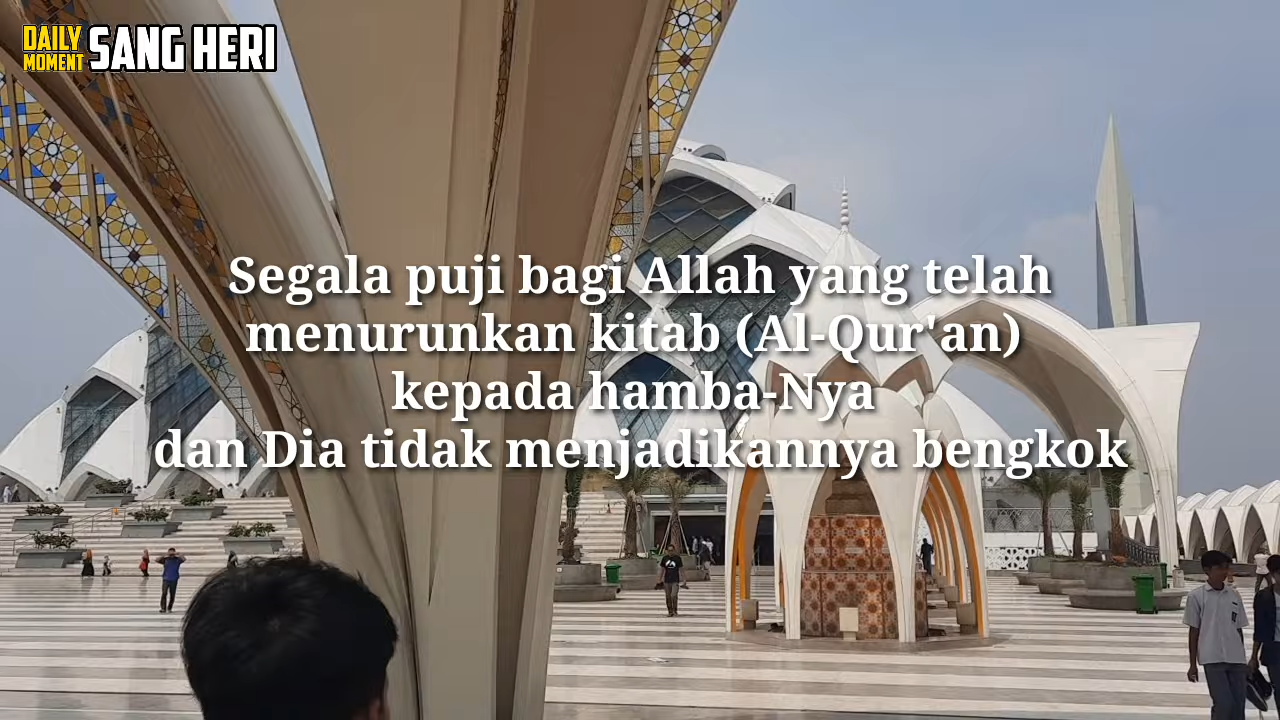 DAILY
MOMENT
SANG HERI
Segala puji bagi Allah yang telah
menurunkan kitab (Al-Qur'an)
kepada hamba-Nya
dan Dia tidak menjadikannya bengkok